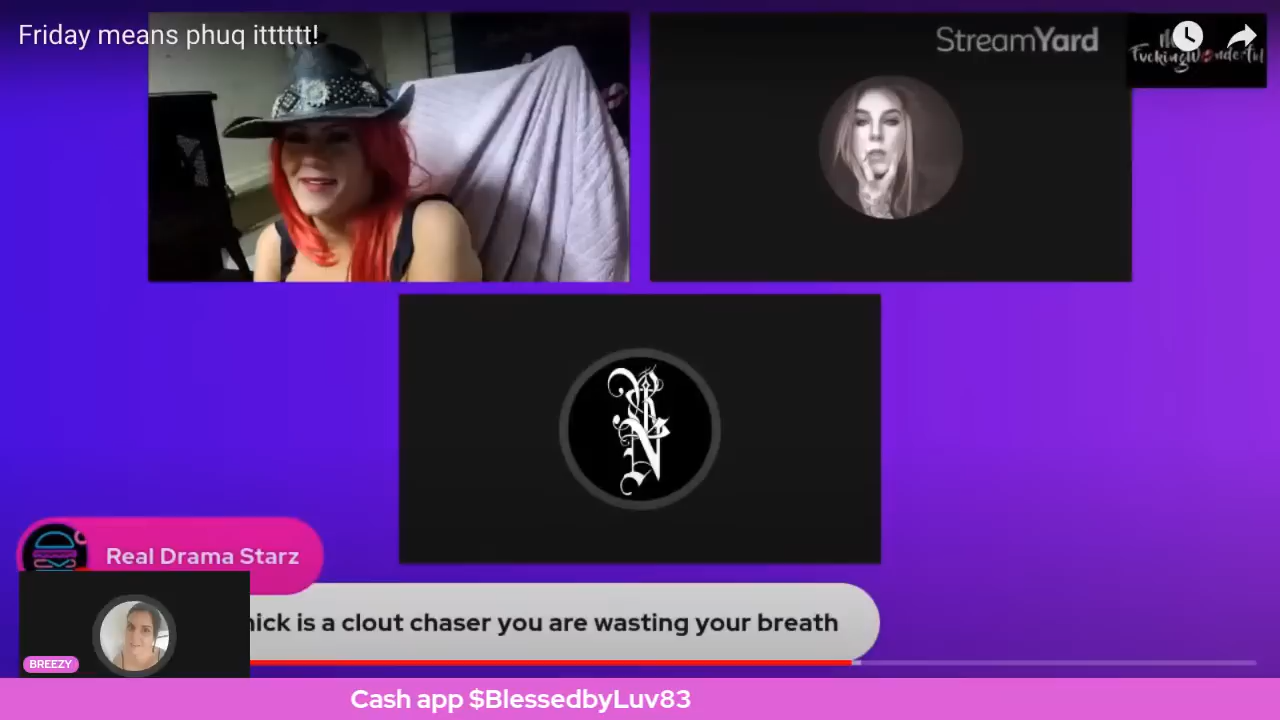 Friday means phuq itttttt!
StreamYard
FuckingWonderful
Real Drama Starz
is a clout chaser you are wasting your breath
BREEZY
Cash app $BlessedbyLuv83